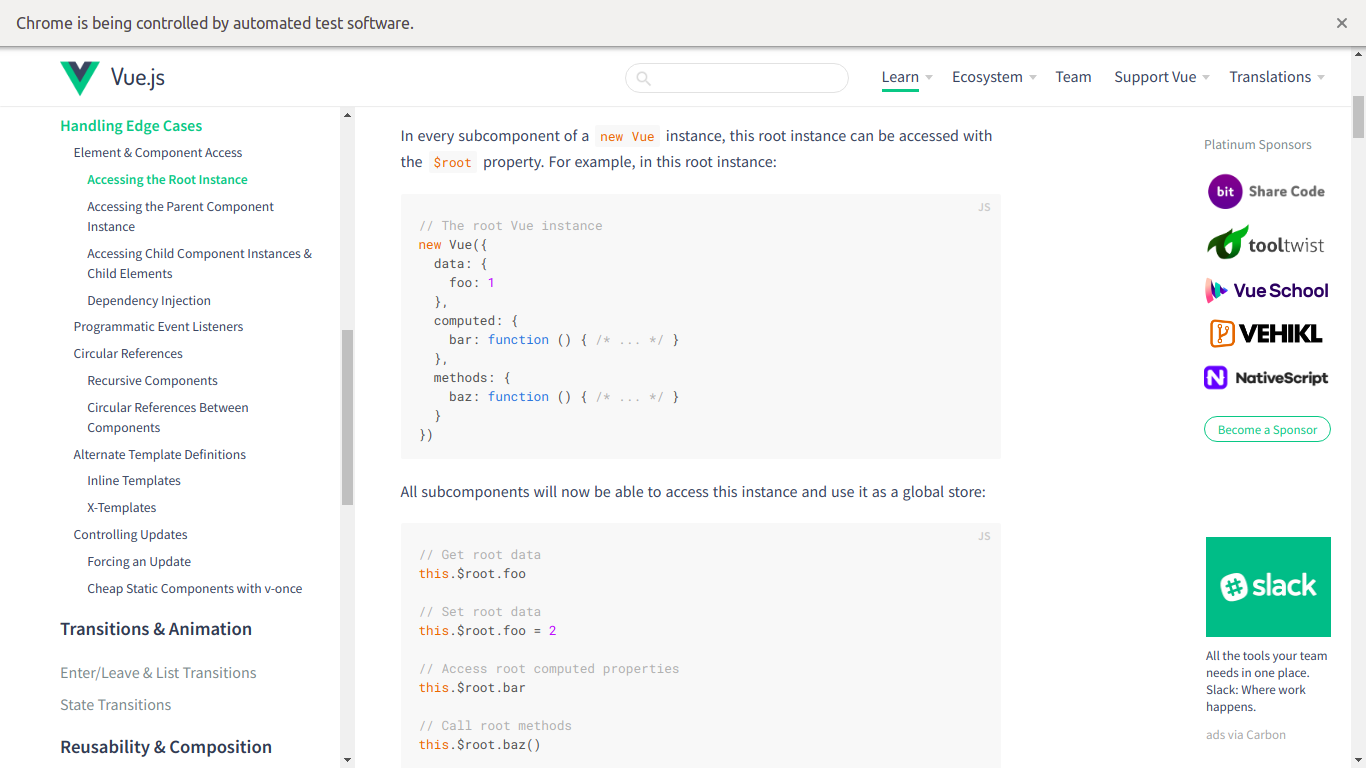 Chrome is being controlled by automated test software.
Vue.js
Learn
Ecosystem
Team
Support Vue
Translations
Handling Edge Cases
Element & Component Access
Accessing the Root Instance
Accessing the Parent Component
Instance
Accessing Child Component Instances &
Child Elements
Dependency Injection
Programmatic Event Listeners
Circular References
Recursive Components
Circular References Between
Components
Alternate Template Definitions
Inline Templates
X-Templates
Controlling Updates
Forcing an Update
Cheap Static Components with v-once
Transitions & Animation
Enter/Leave & List Transitions
State Transitions
Reusability & Composition
In every subcomponent of a new Vue instance, this root instance can be accessed with
the $root property. For example, in this root instance:
JS
// The root Vue instance
new Vue({
  data: {
    foo: 1
  },
  computed: {
    bar: function () { /* ... */ }
  },
  methods: {
    baz: function () { /* ... */ }
  }
})
All subcomponents will now be able to access this instance and use it as a global store:
JS
// Get root data
this.$root.foo
// Set root data
this.$root.foo = 2
// Access root computed properties
this.$root.bar
// Call root methods
this.$root.baz()
Platinum Sponsors
bit Share Code
tooltwist
Vue School
VEHIKL
NativeScript
Become a Sponsor
slack
All the tools your team
needs in one place.
Slack: Where work
happens.
ads via Carbon